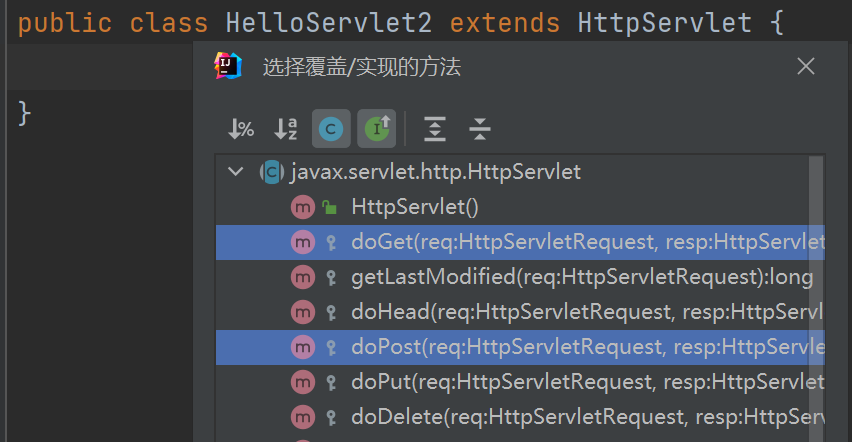 public class HelloServlet2 extends HttpServlet {
选择覆盖/实现的方法
}
javax.servlet.http.HttpServlet
HttpServlet()
doGet(req:HttpServletRequest, resp:HttpServlet
getLastModified(req:HttpServletRequest):long
doHead(req:HttpServletRequest, resp:HttpServl
doPost(req:HttpServletRequest, resp:HttpServle
doPut(req:HttpServletRequest, resp:HttpServlet
doDelete(req:HttpServletRequest, resp:HttpServ